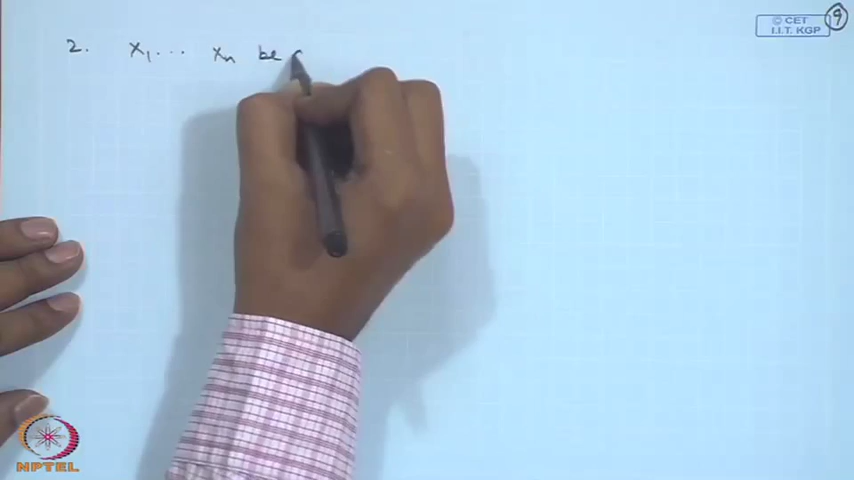 2. X₁ ... Xₙ be
© CET
I.I.T. KGP
9
NPTEL